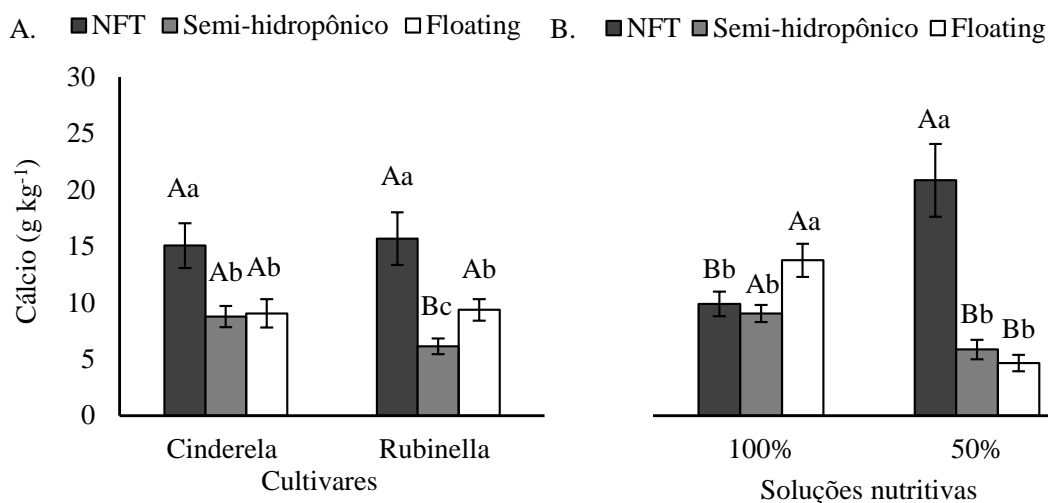 A. NFT Semi-hidropônico Floating
B. NFT Semi-hidropônico Floating
Cálcio (g kg⁻¹)
30
25
20
15
10
5
0
Aa Ab Ab
Aa Bc Ab
Cinderela Rubinella
Cultivares
Bb Ab Aa
Aa Bb Bb
100% 50%
Soluções nutritivas